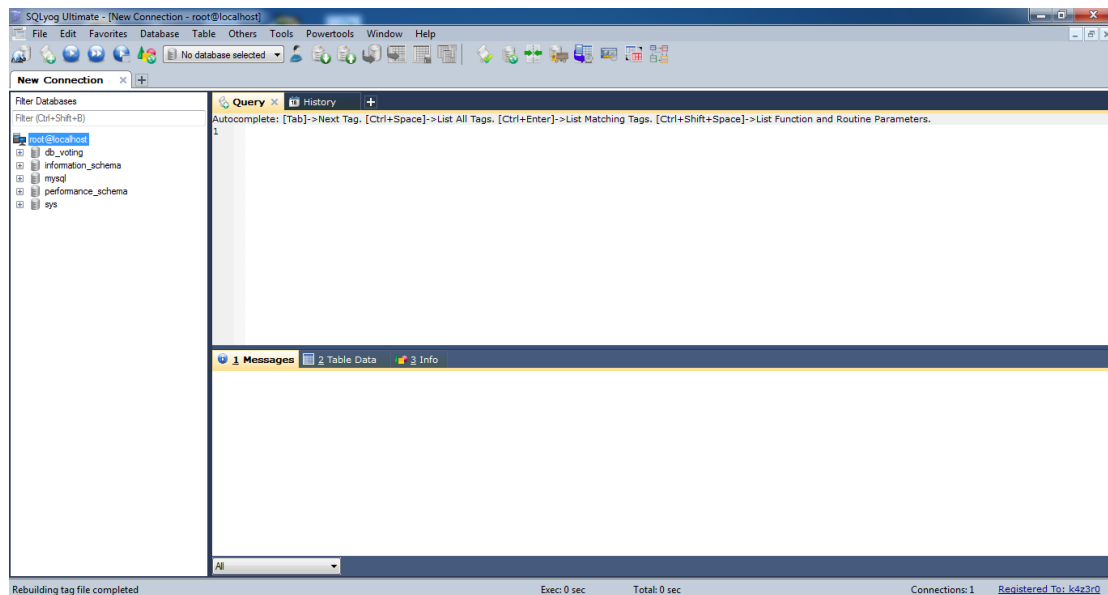 SQLyog Ultimate - [New Connection - root@localhost]
File Edit Favorites Database Table Others Tools Powertools Window Help
No database selected
New Connection
Filter Databases
Filter (Ctrl+Shift+B)
root@localhost
db_voting
information_schema
mysql
performance_schema
sys
Query History
Autocomplete: [Tab]->Next Tag. [Ctrl+Space]->List All Tags. [Ctrl+Enter]->List Matching Tags. [Ctrl+Shift+Space]->List Function and Routine Parameters.
1
1 Messages 2 Table Data 3 Info
All
Rebuilding tag file completed Exec: 0 sec Total: 0 sec Connections: 1 Registered To: k4z3r0